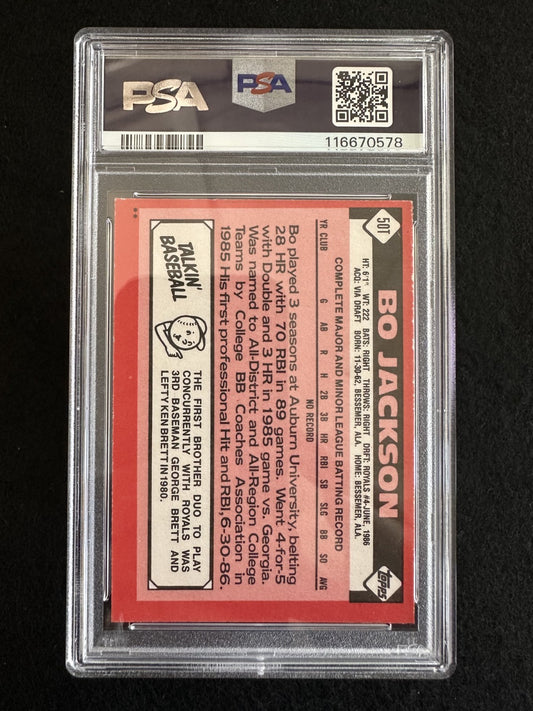 PSA
PSA
116670578
50T
BO JACKSON
Topps
HT: 6'1" WT: 222 BATS: RIGHT THROWS: RIGHT DRFT: ROYALS #4-JUNE, 1986
ACQ: VIA DRAFT BORN: 11-30-62, BESSEMER, ALA. HOME: BESSEMER, ALA.
COMPLETE MAJOR AND MINOR LEAGUE BATTING RECORD
YR CLUB G AB R H 2B 3B HR RBI SB SLG BB SO AVG
NO RECORD
Bo played 3 seasons at Auburn University, belting
28 HR with 70 RBI in 89 games. Went 4-for-5
with Double and 3 HR in 1985 game vs. Georgia.
Was named to All-District and All-Region College
Teams by College BB Coaches Association in
1985 His first professional Hit and RBI, 6-30-86.
TALKIN'
BASEBALL
THE FIRST BROTHER DUO TO PLAY
CONCURRENTLY WITH ROYALS WAS
3RD BASEMAN GEORGE BRETT AND
LEFTY KEN BRETT IN 1980.
**